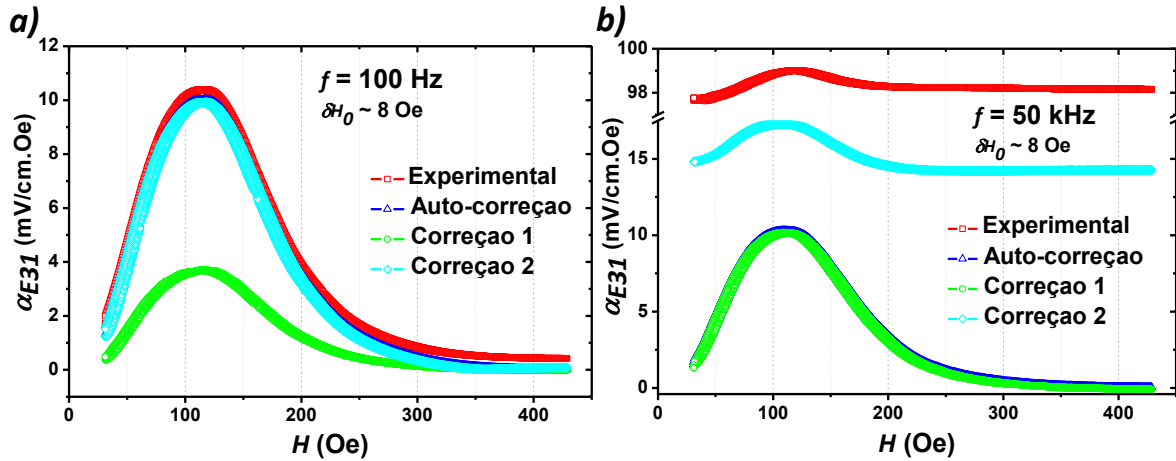 a)
12
10
8
6
4
2
0
α_E31 (mV/cm.Oe)
f = 100 Hz
δH₀ ~ 8 Oe
Experimental
Auto-correçao
Correçao 1
Correçao 2
0 100 200 300 400
H (Oe)
b)
100
98
15
10
5
0
α_E31 (mV/cm.Oe)
f = 50 kHz
δH₀ ~ 8 Oe
Experimental
Auto-correçao
Correçao 1
Correçao 2
0 100 200 300 400
H (Oe)